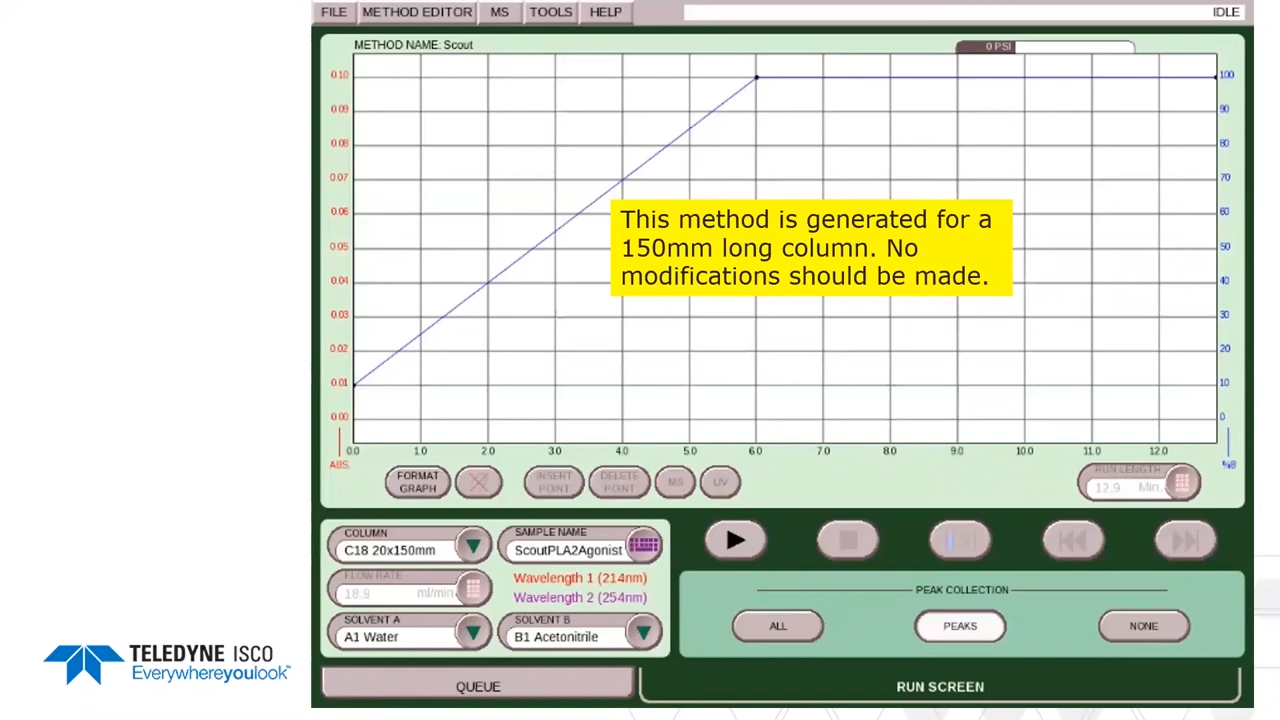 FILE METHOD EDITOR MS TOOLS HELP IDLE
METHOD NAME: Scout
0 PSI
0.10 100
0.09 90
0.08 80
0.07 70
0.06 60
0.05 50
0.04 40
0.03 30
0.02 20
0.01 10
0.00 0
This method is generated for a
150mm long column. No
modifications should be made.
0.0 1.0 2.0 3.0 4.0 5.0 6.0 7.0 8.0 9.0 10.0 11.0 12.0
ABS. %B
FORMAT
GRAPH
INSERT
POINT
DELETE
POINT
MS
UV
RUN LENGTH
12.9 Min.
COLUMN
C18 20x150mm
SAMPLE NAME
ScoutPLA2Agonist
FLOW RATE
18.9 ml/min
Wavelength 1 (214nm)
Wavelength 2 (254nm)
SOLVENT A
A1 Water
SOLVENT B
B1 Acetonitrile
PEAK COLLECTION
ALL
PEAKS
NONE
QUEUE
RUN SCREEN
TELEDYNE ISCO
Everywhereyoulook™